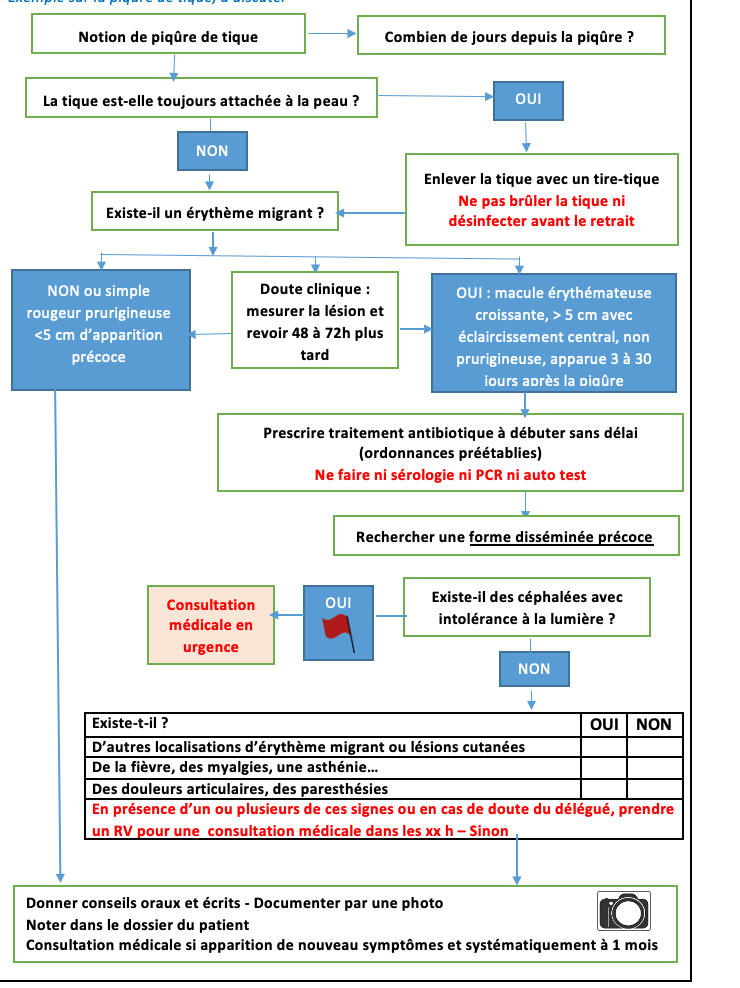 Exemple sur la piqûre de tique, à discuter
Notion de piqûre de tique
Combien de jours depuis la piqûre ?
La tique est-elle toujours attachée à la peau ?
OUI
NON
Enlever la tique avec un tire-tique
Ne pas brûler la tique ni
désinfecter avant le retrait
Existe-il un érythème migrant ?
NON ou simple
rougeur prurigineuse
<5 cm d’apparition
précoce
Doute clinique :
mesurer la lésion et
revoir 48 à 72h plus
tard
OUI : macule érythémateuse
croissante, > 5 cm avec
éclaircissement central, non
prurigineuse, apparue 3 à 30
jours après la piqûre
Prescrire traitement antibiotique à débuter sans délai
(ordonnances préétablies)
Ne faire ni sérologie ni PCR ni auto test
Rechercher une forme disséminée précoce
Existe-il des céphalées avec
intolérance à la lumière ?
OUI
Consultation
médicale en
urgence
NON
Existe-t-il ? OUI NON
D’autres localisations d’érythème migrant ou lésions cutanées
De la fièvre, des myalgies, une asthénie…
Des douleurs articulaires, des paresthésies
En présence d’un ou plusieurs de ces signes ou en cas de doute du délégué, prendre
un RV pour une consultation médicale dans les xx h – Sinon
Donner conseils oraux et écrits - Documenter par une photo
Noter dans le dossier du patient
Consultation médicale si apparition de nouveau symptômes et systématiquement à 1 mois